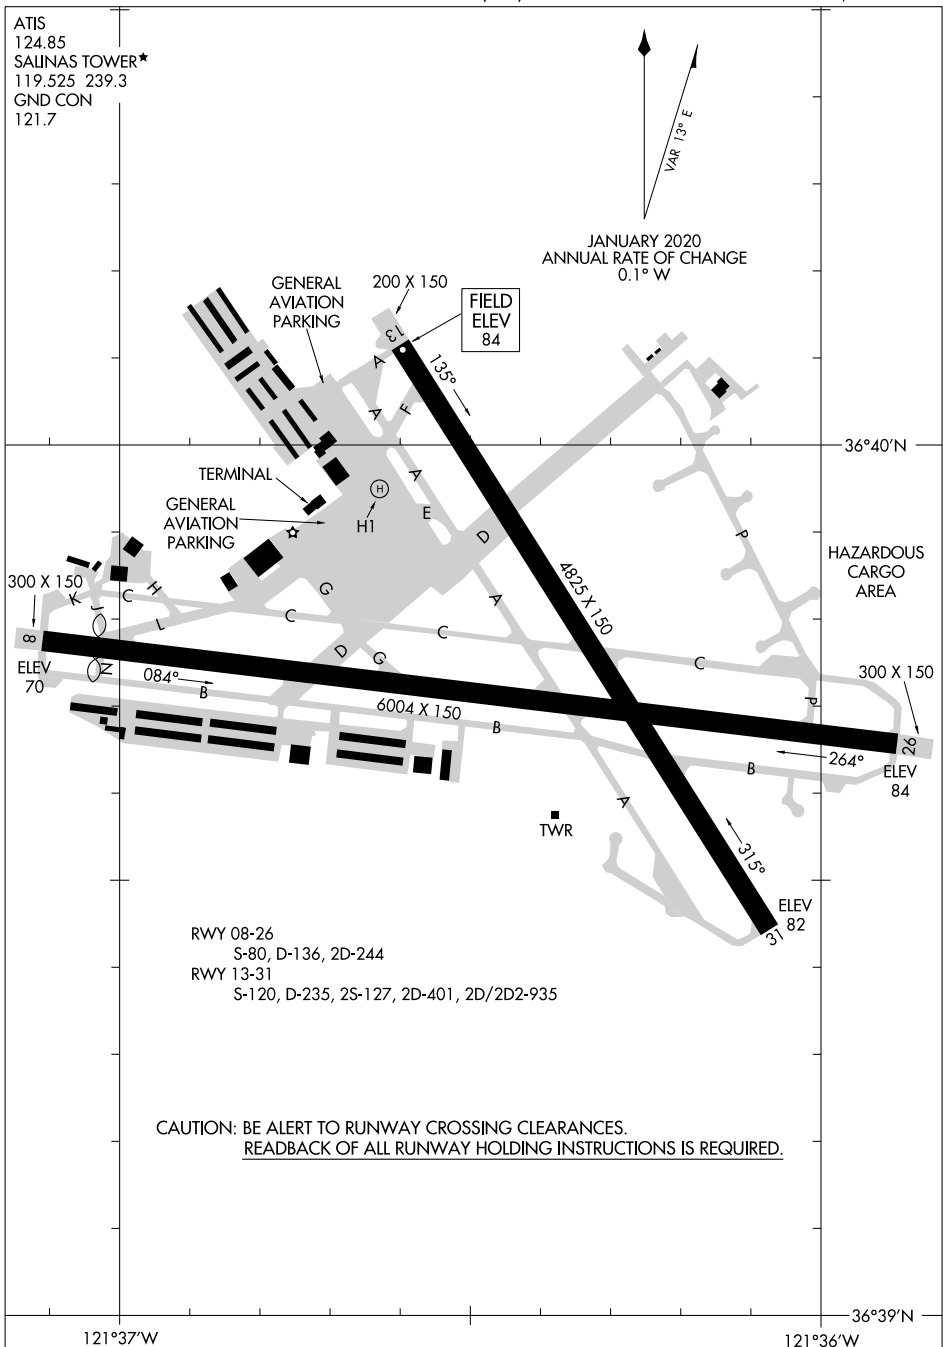 ATIS
124.85
SALINAS TOWER
119.525 239.3
GND CON
121.7
VAR 13° E
JANUARY 2020
ANNUAL RATE OF CHANGE
0.1° W
GENERAL
AVIATION
PARKING
200 X 150
FIELD
ELEV
84
13
135°
A
A
F
A
36°40'N
TERMINAL
H
H1
GENERAL
AVIATION
PARKING
E
D
P
HAZARDOUS
CARGO
AREA
4825 X 150
300 X 150
K
J
C
H
L
G
A
C
C
C
8
ELEV
70
N
084°
B
D
G
6004 X 150
B
P
300 X 150
26
264°
ELEV
84
B
A
TWR
315°
ELEV
82
31
RWY 08-26
S-80, D-136, 2D-244
RWY 13-31
S-120, D-235, 2S-127, 2D-401, 2D/2D2-935
CAUTION: BE ALERT TO RUNWAY CROSSING CLEARANCES.
READBACK OF ALL RUNWAY HOLDING INSTRUCTIONS IS REQUIRED.
36°39'N
121°37'W
121°36'W